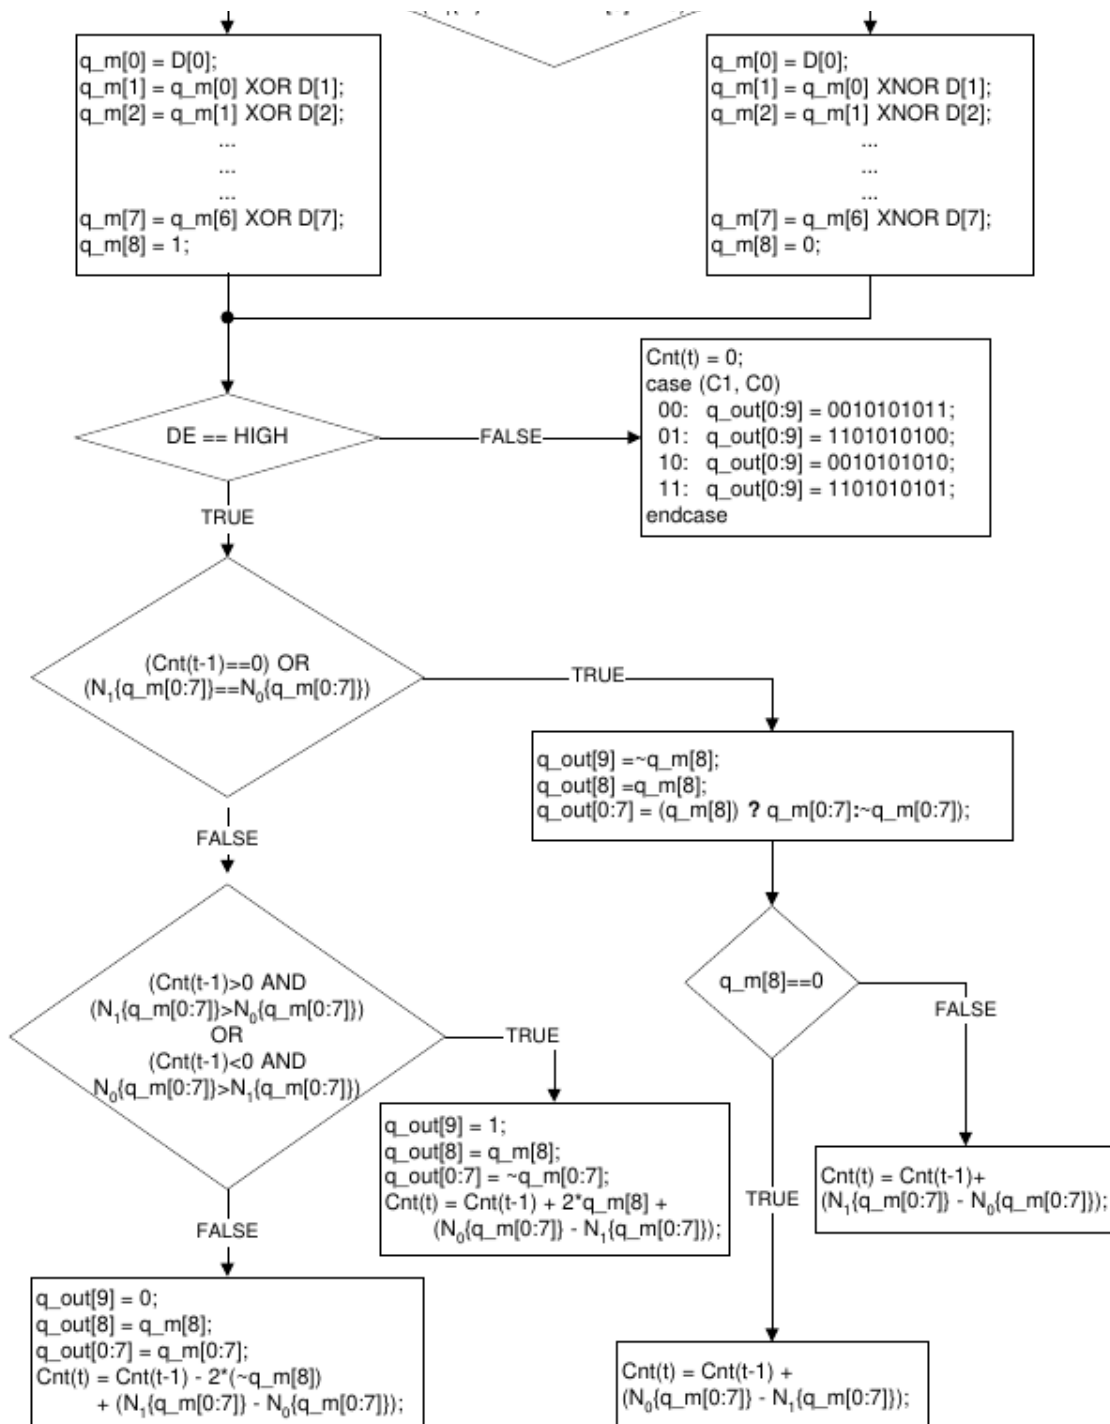 q_m[0] = D[0];
q_m[1] = q_m[0] XOR D[1];
q_m[2] = q_m[1] XOR D[2];
...
...
...
q_m[7] = q_m[6] XOR D[7];
q_m[8] = 1;
q_m[0] = D[0];
q_m[1] = q_m[0] XNOR D[1];
q_m[2] = q_m[1] XNOR D[2];
...
...
...
q_m[7] = q_m[6] XNOR D[7];
q_m[8] = 0;
DE == HIGH
FALSE
Cnt(t) = 0;
case (C1, C0)
00: q_out[0:9] = 0010101011;
01: q_out[0:9] = 1101010100;
10: q_out[0:9] = 0010101010;
11: q_out[0:9] = 1101010101;
endcase
TRUE
(Cnt(t-1)==0) OR
(N₁{q_m[0:7]}==N₀{q_m[0:7]})
TRUE
q_out[9] =~q_m[8];
q_out[8] =q_m[8];
q_out[0:7] = (q_m[8]) ? q_m[0:7]:~q_m[0:7]);
FALSE
(Cnt(t-1)>0 AND
(N₁{q_m[0:7]}>N₀{q_m[0:7]})
OR
(Cnt(t-1)<0 AND
N₀{q_m[0:7]}>N₁{q_m[0:7]})
TRUE
q_m[8]==0
FALSE
q_out[9] = 1;
q_out[8] = q_m[8];
q_out[0:7] = ~q_m[0:7];
Cnt(t) = Cnt(t-1) + 2*q_m[8] +
(N₀{q_m[0:7]} - N₁{q_m[0:7]});
TRUE
Cnt(t) = Cnt(t-1)+
(N₁{q_m[0:7]} - N₀{q_m[0:7]});
FALSE
q_out[9] = 0;
q_out[8] = q_m[8];
q_out[0:7] = q_m[0:7];
Cnt(t) = Cnt(t-1) - 2*(~q_m[8])
+ (N₁{q_m[0:7]} - N₀{q_m[0:7]});
Cnt(t) = Cnt(t-1) +
(N₀{q_m[0:7]} - N₁{q_m[0:7]});